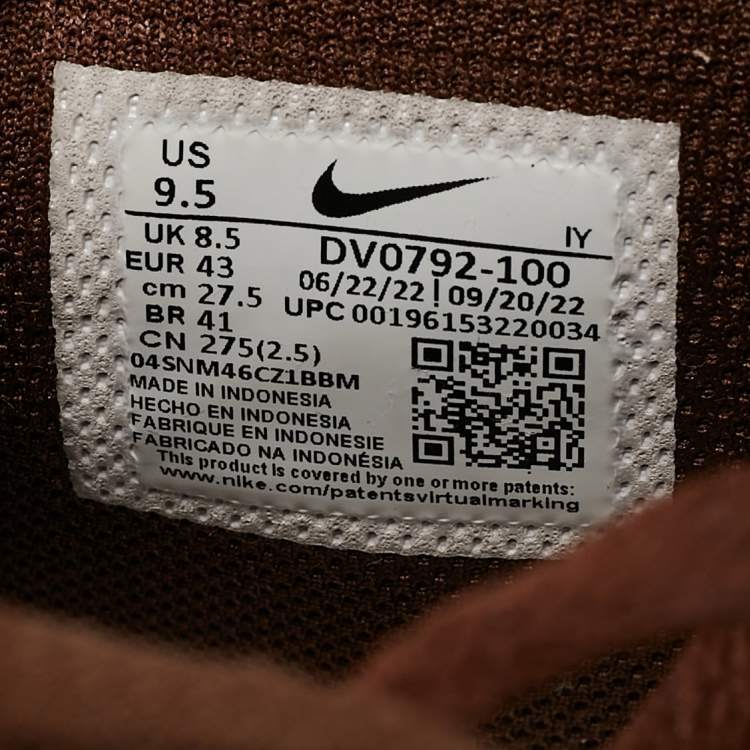 US
9.5
IY
UK 8.5
EUR 43
cm 27.5
BR 41
CN 275(2.5)
DV0792-100
06/22/22 | 09/20/22
UPC 00196153220034
04SNM46CZ1BBM
MADE IN INDONESIA
HECHO EN INDONESIA
FABRIQUE EN INDONESIE
FABRICADO NA INDONÉSIA
This product is covered by one or more patents:
www.nike.com/patentsvirtualmarking